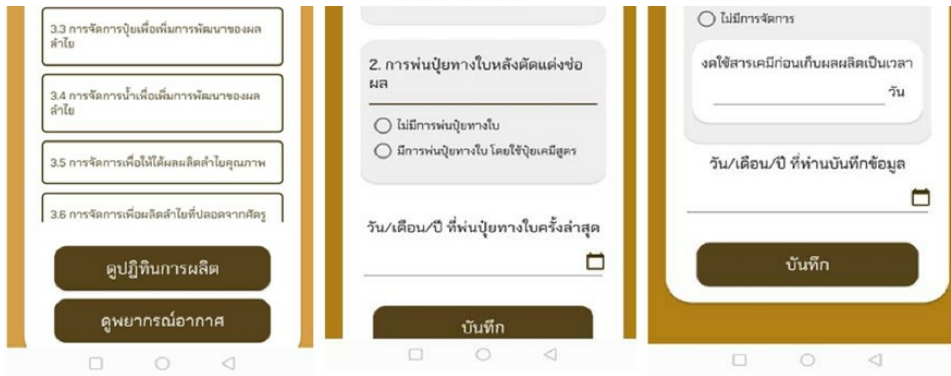 3.3 การจัดการปุ๋ยเพื่อเพิ่มการพัฒนาของผล
ลำไย
3.4 การจัดการน้ำเพื่อเพิ่มการพัฒนาของผล
ลำไย
3.5 การจัดการเพื่อให้ได้ผลผลิตลำไยคุณภาพ
3.6 การจัดการเพื่อผลิตลำไยที่ปลอดจากศัตรู
ดูปฏิทินการผลิต
ดูพยากรณ์อากาศ
2. การพ่นปุ๋ยทางใบหลังตัดแต่งช่อ
ผล
ไม่มีการพ่นปุ๋ยทางใบ
มีการพ่นปุ๋ยทางใบ โดยใช้ปุ๋ยเคมีสูตร
วัน/เดือน/ปี ที่พ่นปุ๋ยทางใบครั้งล่าสุด
บันทึก
ไม่มีการจัดการ
งดใช้สารเคมีก่อนเก็บผลผลิตเป็นเวลา
วัน
วัน/เดือน/ปี ที่ท่านบันทึกข้อมูล
บันทึก